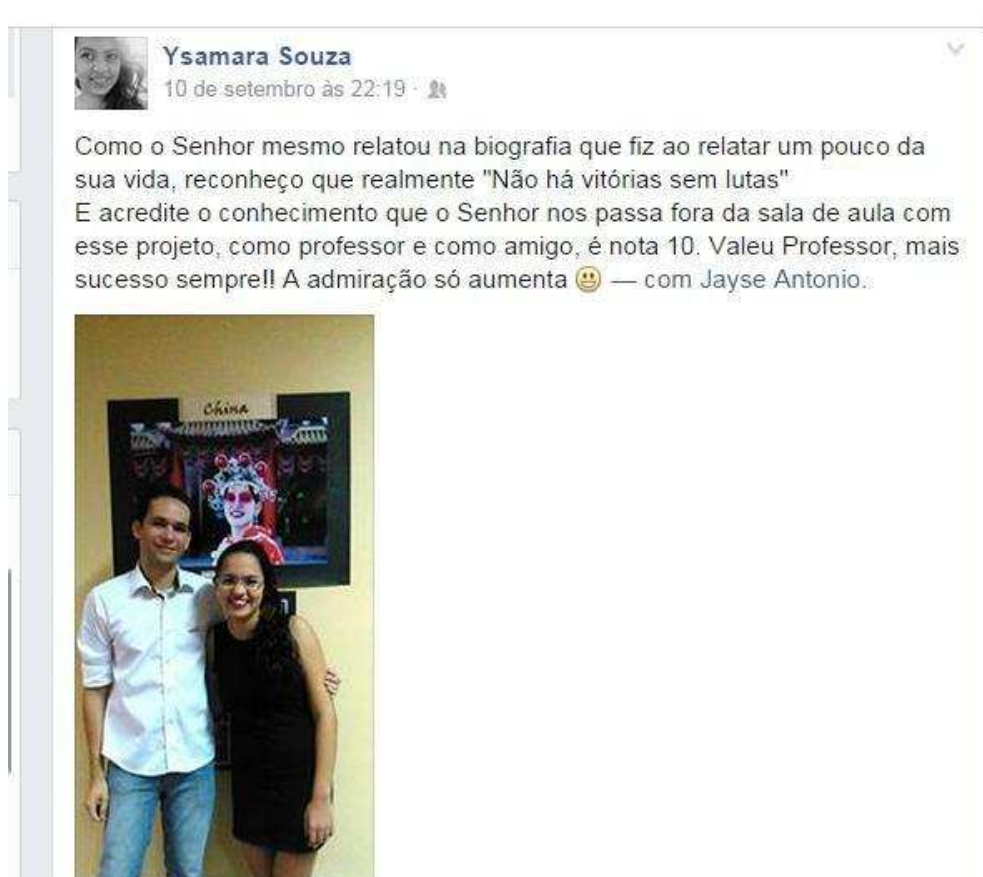 Ysamara Souza
10 de setembro às 22:19 ·
Como o Senhor mesmo relatou na biografia que fiz ao relatar um pouco da
sua vida, reconheço que realmente "Não há vitórias sem lutas"
E acredite o conhecimento que o Senhor nos passa fora da sala de aula com
esse projeto, como professor e como amigo, é nota 10. Valeu Professor, mais
sucesso sempre!! A admiração só aumenta 😃 — com Jayse Antonio.
China